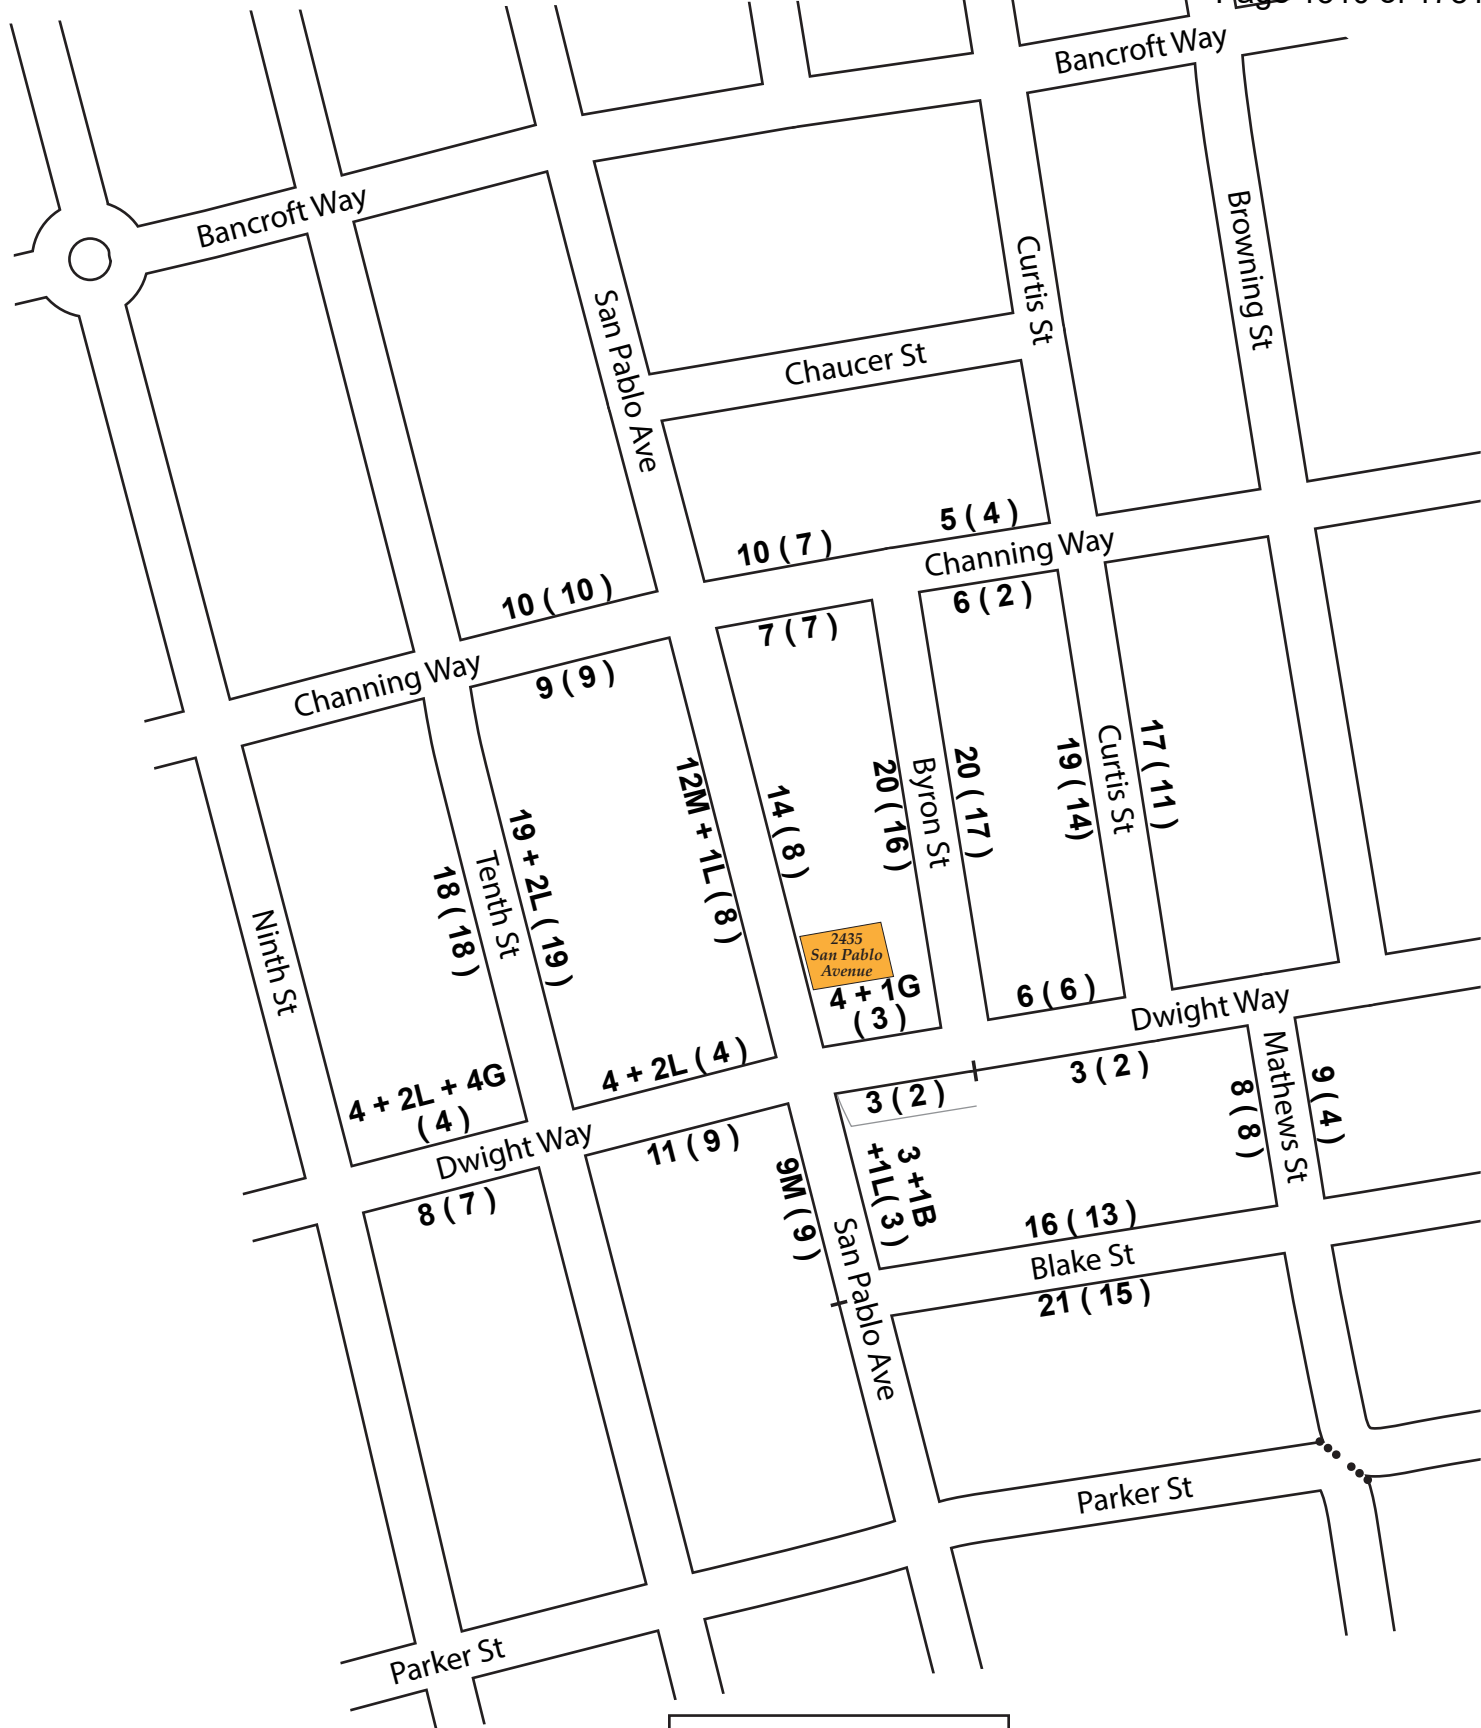 Bancroft Way
Bancroft Way
Browning St
Curtis St
San Pablo Ave
Chaucer St
5 ( 4 )
10 ( 7 )
Channing Way
10 ( 10 )
6 ( 2 )
7 ( 7 )
Channing Way
9 ( 9 )
12M + 1L ( 8 )
14 ( 8 )
20 ( 16 )
Byron St
20 ( 17 )
19 ( 14)
Curtis St
17 ( 11 )
18 ( 18 )
Tenth St
19 + 2L ( 19 )
Ninth St
2435
San Pablo
Avenue
4 + 1G
( 3 )
6 ( 6 )
Dwight Way
4 + 2L ( 4 )
4 + 2L + 4G
( 4 )
Dwight Way
3 ( 2 )
3 ( 2 )
8 ( 8 )
Mathews St
9 ( 4 )
11 ( 9 )
8 ( 7 )
9M ( 9 )
3 +1B
+1L( 3 )
16 ( 13 )
Blake St
21 ( 15 )
San Pablo Ave
Parker St
Parker St